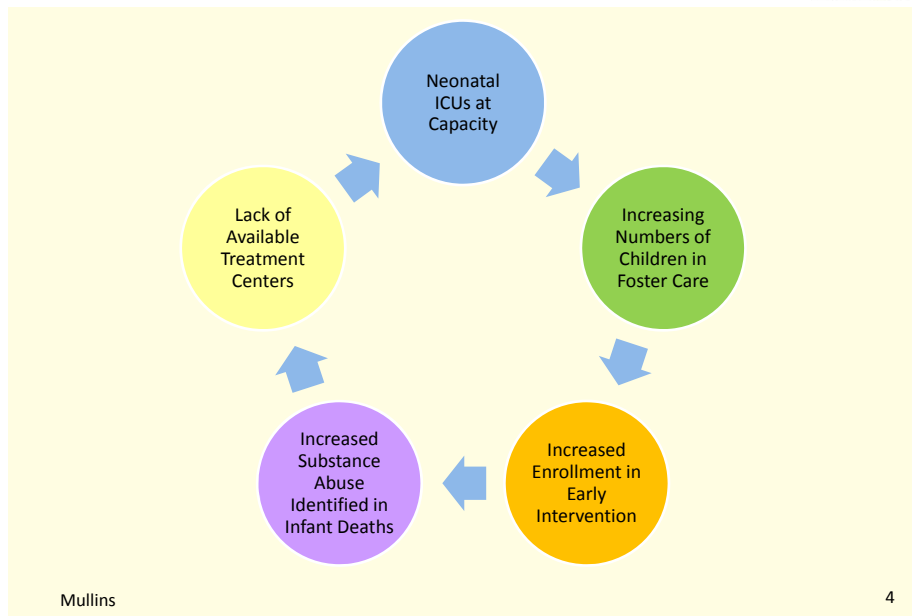 Neonatal
ICUs at
Capacity
Increasing
Numbers of
Children in
Foster Care
Increased
Enrollment in
Early
Intervention
Increased
Substance
Abuse
Identified in
Infant Deaths
Lack of
Available
Treatment
Centers
Mullins
4